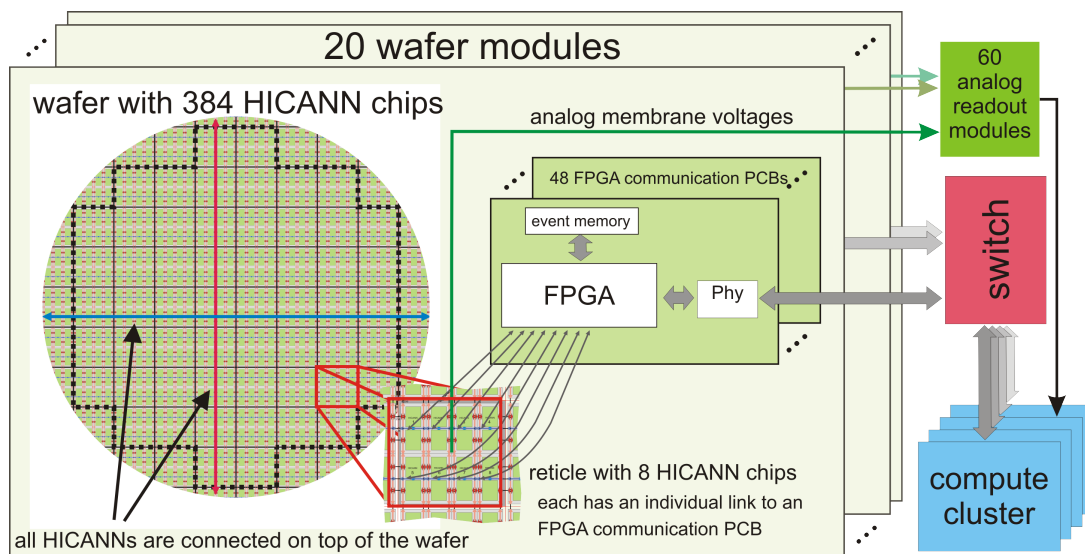 20 wafer modules
wafer with 384 HICANN chips
analog membrane voltages
60
analog
readout
modules
48 FPGA communication PCBs
event memory
FPGA
Phy
switch
reticle with 8 HICANN chips
each has an individual link to an
FPGA communication PCB
all HICANNs are connected on top of the wafer
compute
cluster